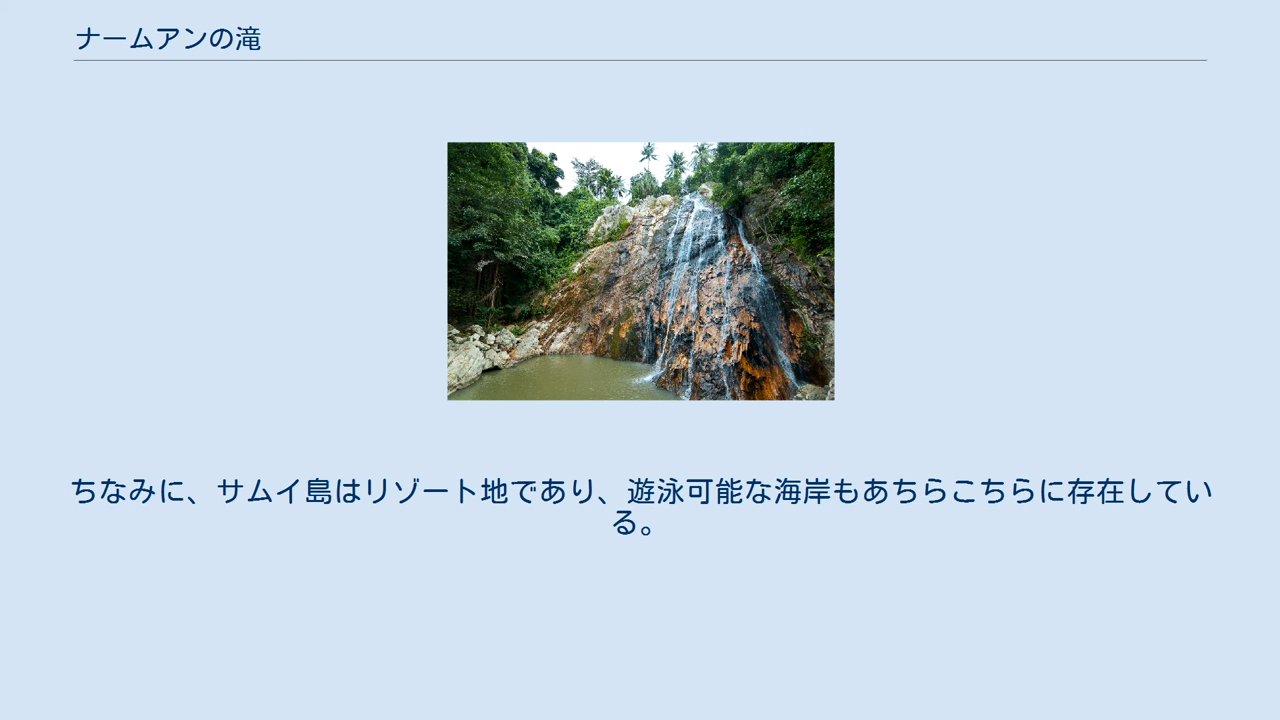 ナームアンの滝
ちなみに、サムイ島はリゾート地であり、遊泳可能な海岸もあちらこちらに存在してい
る。